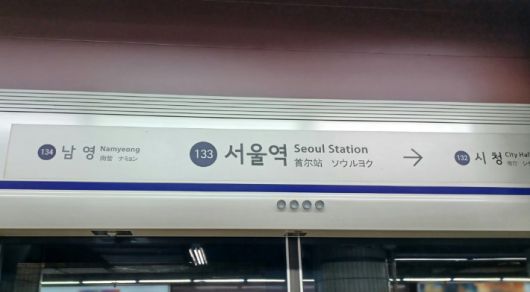 134 남영 Namyeong
南營 ナミョン
133 서울역 Seoul Station
首尔站 ソウルヨク
→
132 시청 City Hall